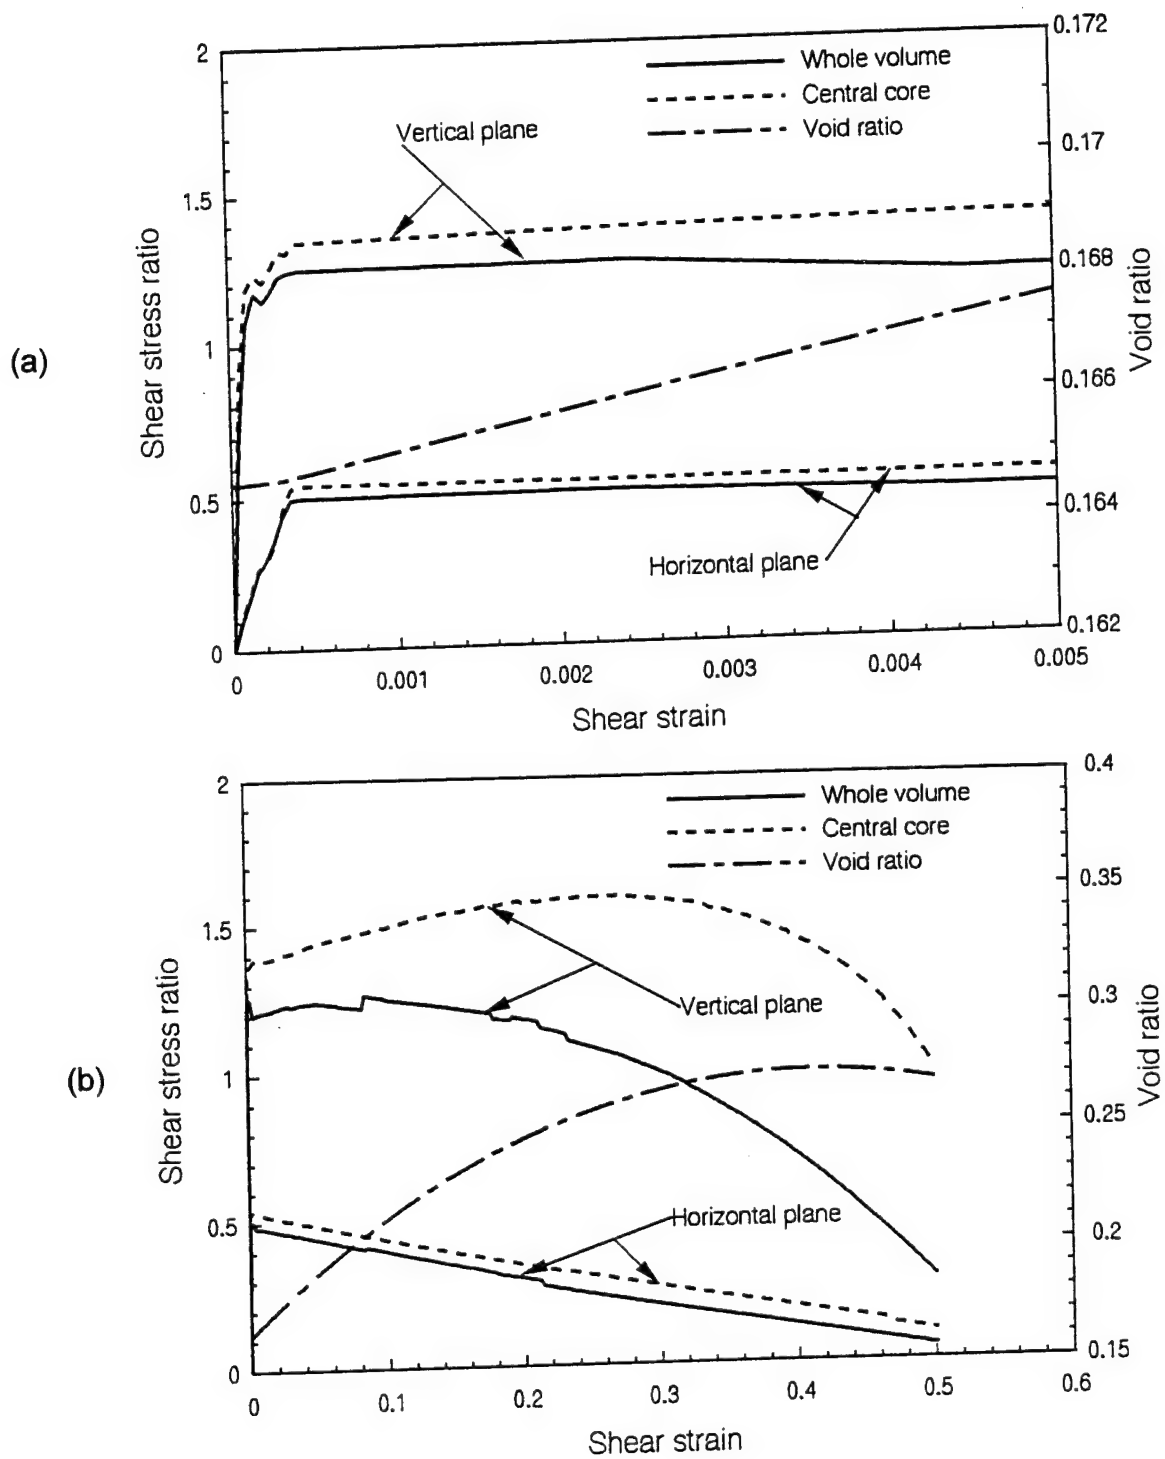 (a)
Shear stress ratio
2
1.5
1
0.5
0
Whole volume
Central core
Void ratio
Vertical plane
Horizontal plane
0.172
0.17
0.168
0.166
0.164
0.162
Void ratio
0
0.001
0.002
0.003
0.004
0.005
Shear strain
(b)
Shear stress ratio
2
1.5
1
0.5
0
Whole volume
Central core
Void ratio
Vertical plane
Horizontal plane
0.4
0.35
0.3
0.25
0.2
0.15
Void ratio
0
0.1
0.2
0.3
0.4
0.5
0.6
Shear strain